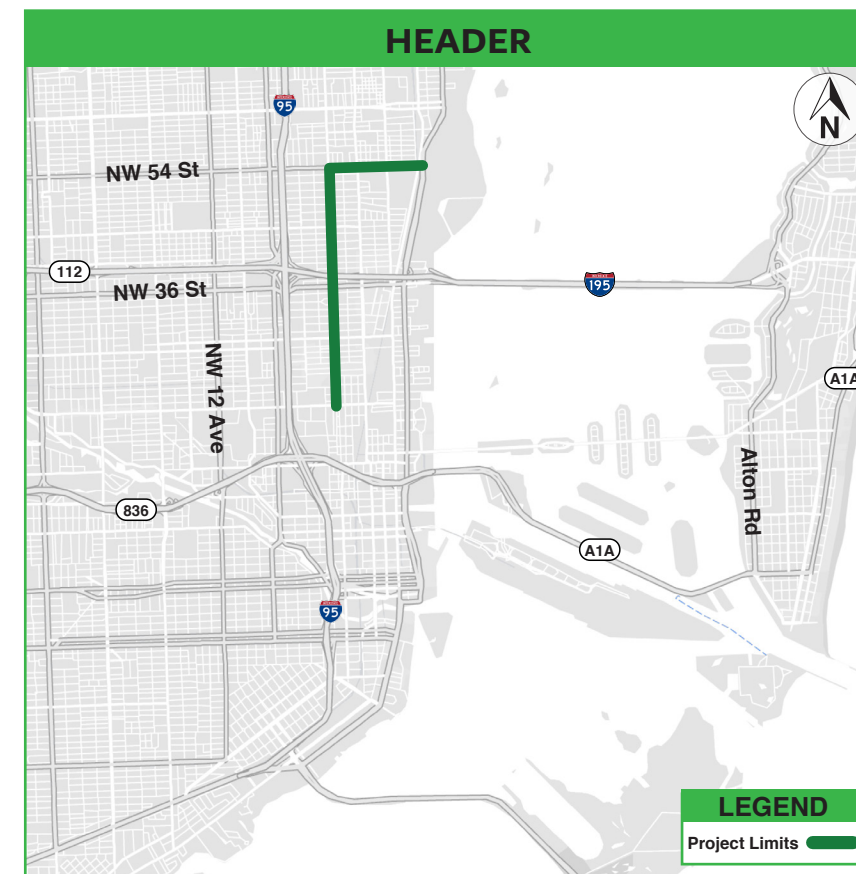 HEADER
95
N
NW 54 St
112
195
NW 36 St
A1A
NW 12 Ave
Alton Rd
836
A1A
95
LEGEND
Project Limits